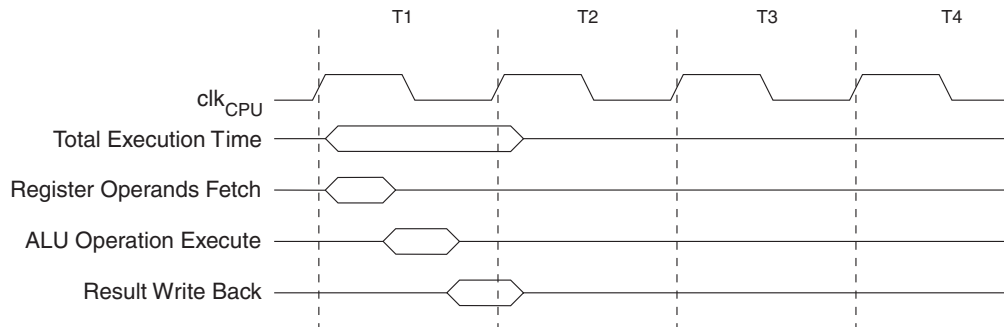 T1 T2 T3 T4
clkCPU
Total Execution Time
Register Operands Fetch
ALU Operation Execute
Result Write Back